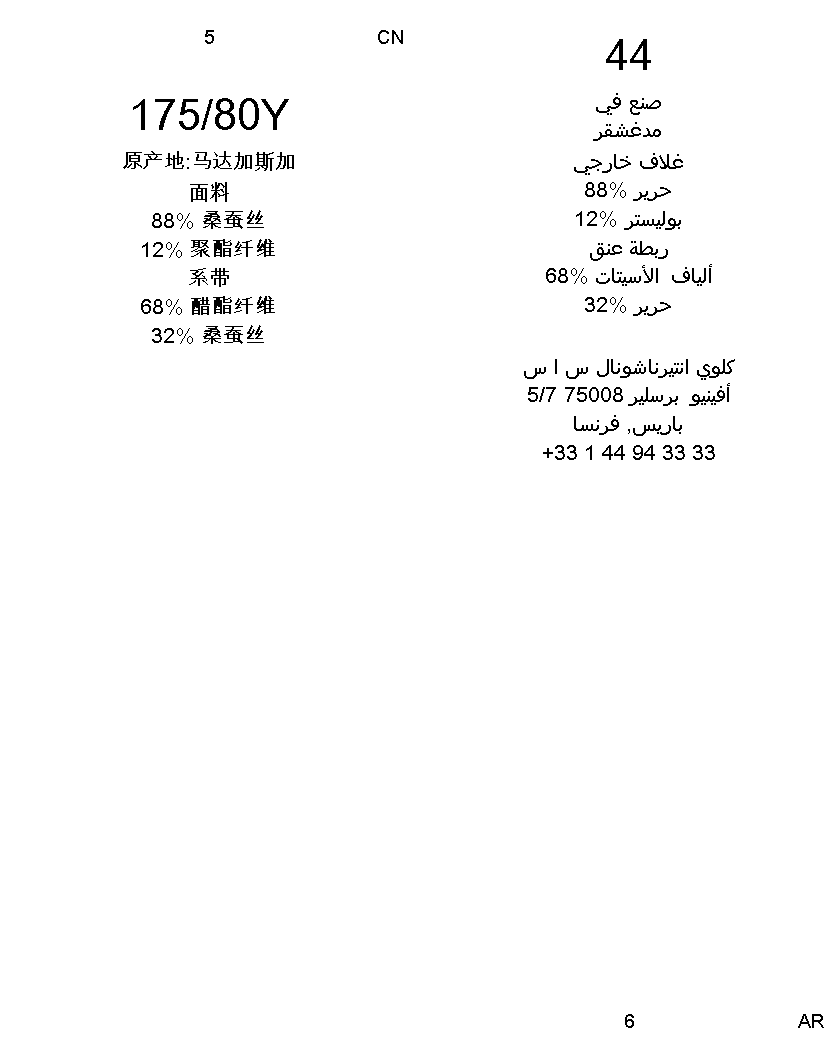 5
CN
175/80Y
原产地:马达加斯加
面料
88% 桑蚕丝
12% 聚酯纤维
系带
68% 醋酯纤维
32% 桑蚕丝
44
صنع في
مدغشقر
غلاف خارجي
88% حرير
12% بوليستر
ربطة عنق
68% ألياف الأسيتات
32% حرير
كلوي انتيرناشونال س ا س
5/7 أفينيو برسلير 75008
باريس, فرنسا
+33 1 44 94 33 33
6
AR